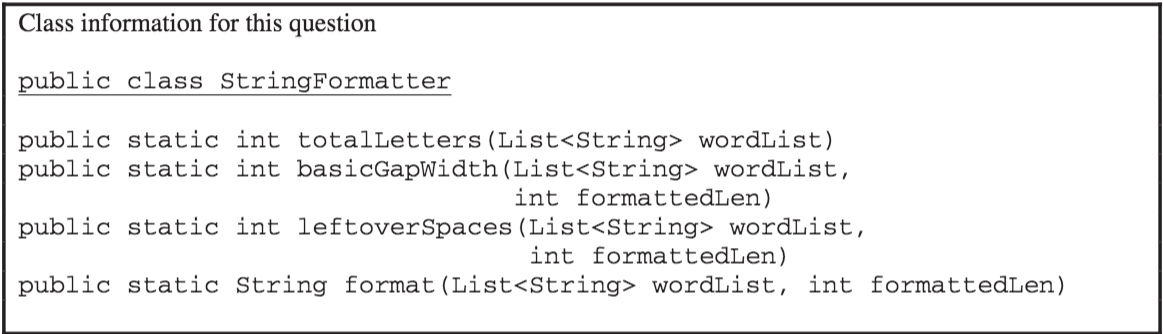 Class information for this question
public class StringFormatter
public static int totalLetters(List<String> wordList)
public static int basicGapWidth(List<String> wordList,
int formattedLen)
public static int leftoverSpaces(List<String> wordList,
int formattedLen)
public static String format(List<String> wordList, int formattedLen)